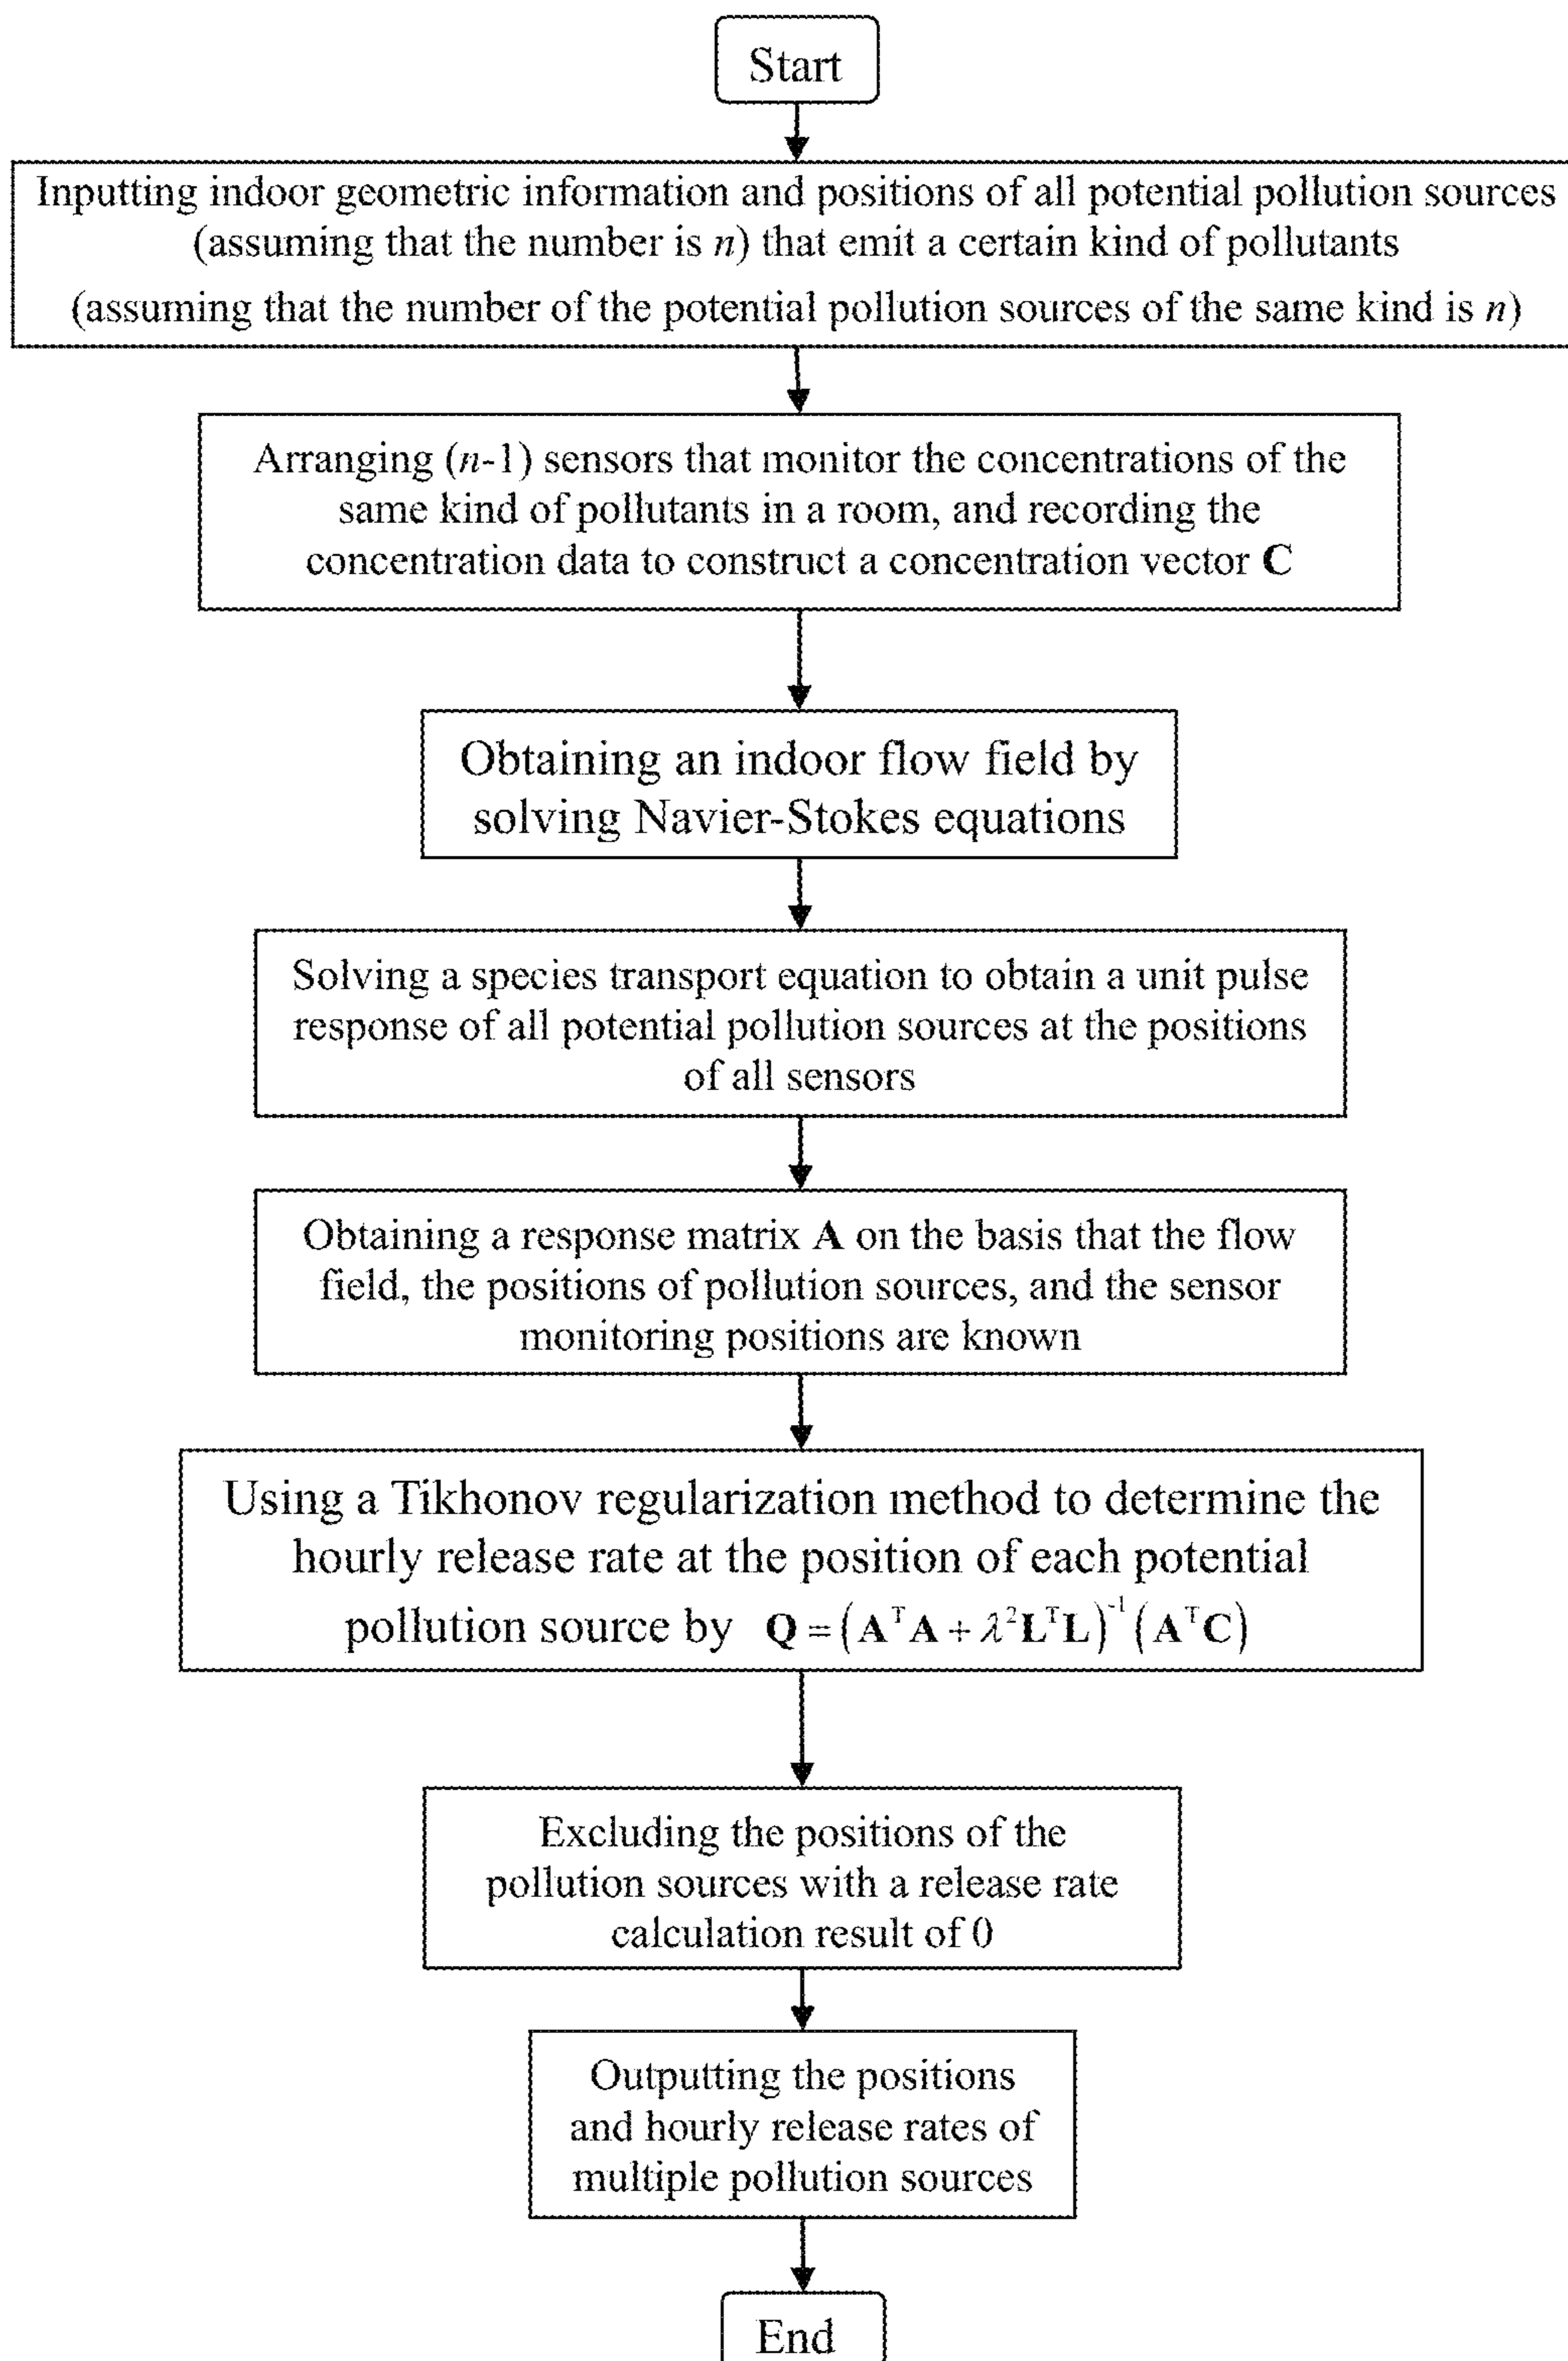 Start
Inputting indoor geometric information and positions of all potential pollution sources
(assuming that the number is n) that emit a certain kind of pollutants
(assuming that the number of the potential pollution sources of the same kind is n)
Arranging (n-1) sensors that monitor the concentrations of the
same kind of pollutants in a room, and recording the
concentration data to construct a concentration vector C
Obtaining an indoor flow field by
solving Navier-Stokes equations
Solving a species transport equation to obtain a unit pulse
response of all potential pollution sources at the positions
of all sensors
Obtaining a response matrix A on the basis that the flow
field, the positions of pollution sources, and the sensor
monitoring positions are known
Using a Tikhonov regularization method to determine the
hourly release rate at the position of each potential
pollution source by Q = (AᵀA + λ²LᵀL)⁻¹ (AᵀC)
Excluding the positions of the
pollution sources with a release rate
calculation result of 0
Outputting the positions
and hourly release rates of
multiple pollution sources
End